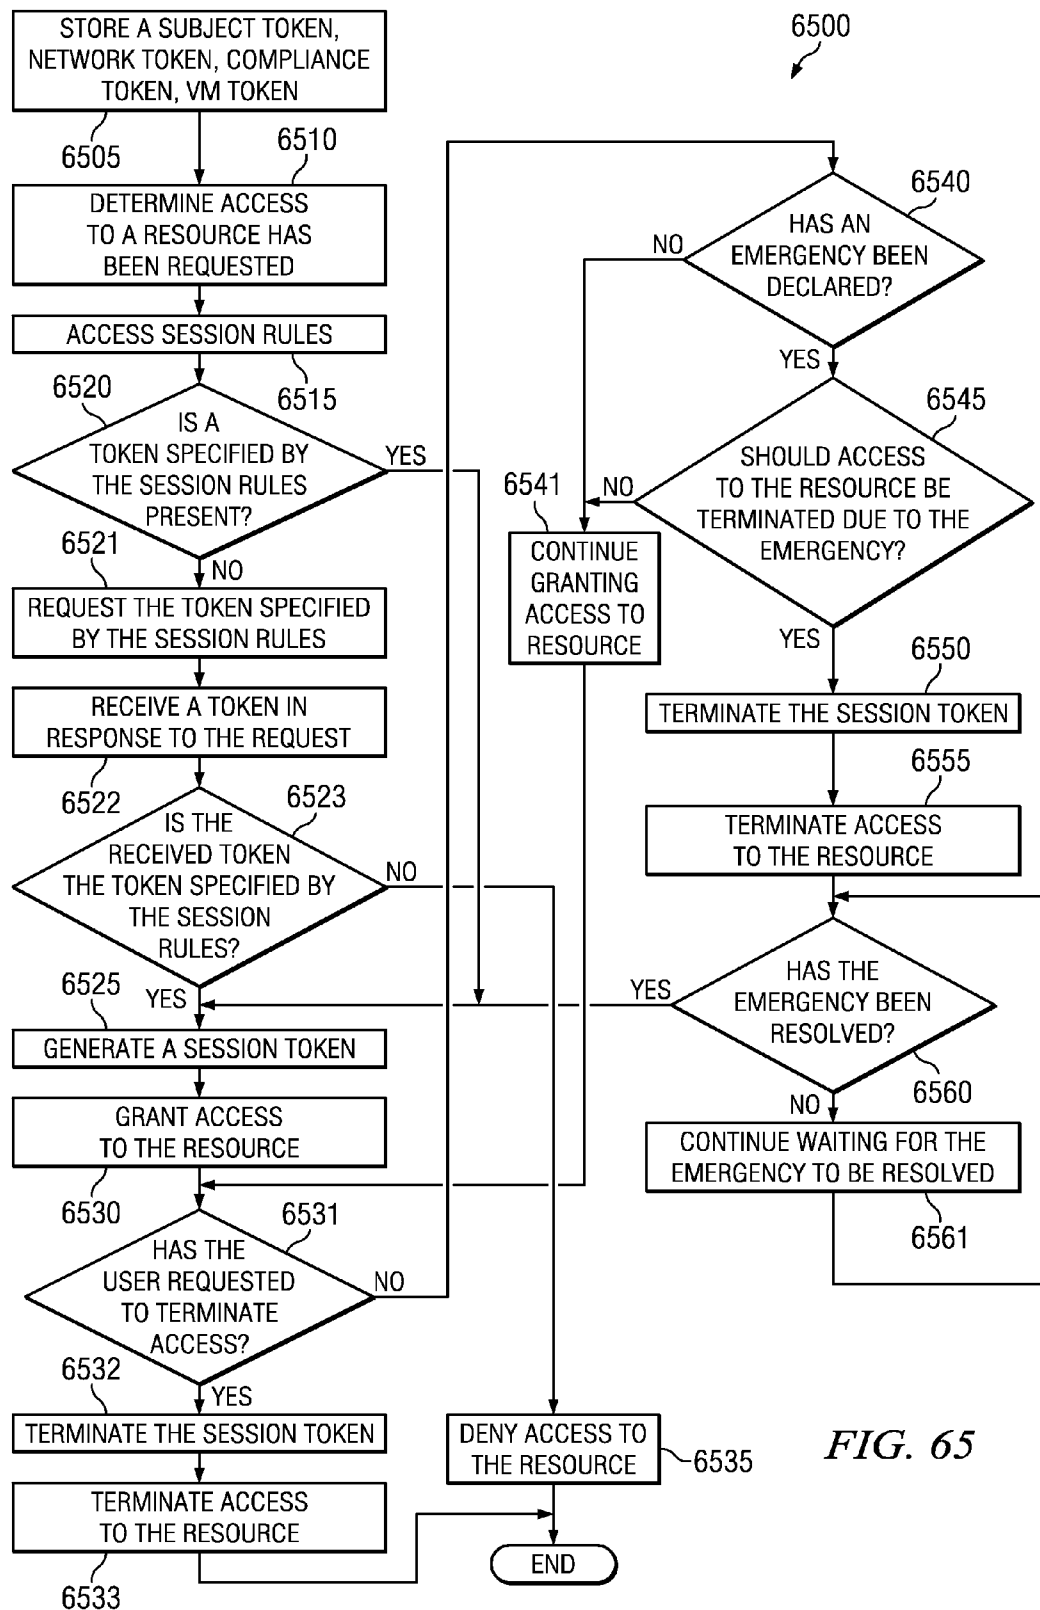 STORE A SUBJECT TOKEN,
NETWORK TOKEN, COMPLIANCE
TOKEN, VM TOKEN
6505
6510
DETERMINE ACCESS
TO A RESOURCE HAS
BEEN REQUESTED
ACCESS SESSION RULES
6515
6520
IS A
TOKEN SPECIFIED BY
THE SESSION RULES
PRESENT?
YES
NO
6521
REQUEST THE TOKEN SPECIFIED
BY THE SESSION RULES
RECEIVE A TOKEN IN
RESPONSE TO THE REQUEST
6522
6523
IS THE
RECEIVED TOKEN
THE TOKEN SPECIFIED BY
THE SESSION
RULES?
NO
YES
6525
GENERATE A SESSION TOKEN
GRANT ACCESS
TO THE RESOURCE
6530
6531
HAS THE
USER REQUESTED
TO TERMINATE
ACCESS?
NO
YES
6532
TERMINATE THE SESSION TOKEN
TERMINATE ACCESS
TO THE RESOURCE
6533
6500
6540
HAS AN
EMERGENCY BEEN
DECLARED?
NO
YES
6545
SHOULD ACCESS
TO THE RESOURCE BE
TERMINATED DUE TO THE
EMERGENCY?
NO
YES
6541
CONTINUE
GRANTING
ACCESS TO
RESOURCE
6550
TERMINATE THE SESSION TOKEN
6555
TERMINATE ACCESS
TO THE RESOURCE
HAS THE
EMERGENCY BEEN
RESOLVED?
YES
6560
NO
CONTINUE WAITING FOR THE
EMERGENCY TO BE RESOLVED
6561
DENY ACCESS TO
THE RESOURCE
6535
END
FIG. 65